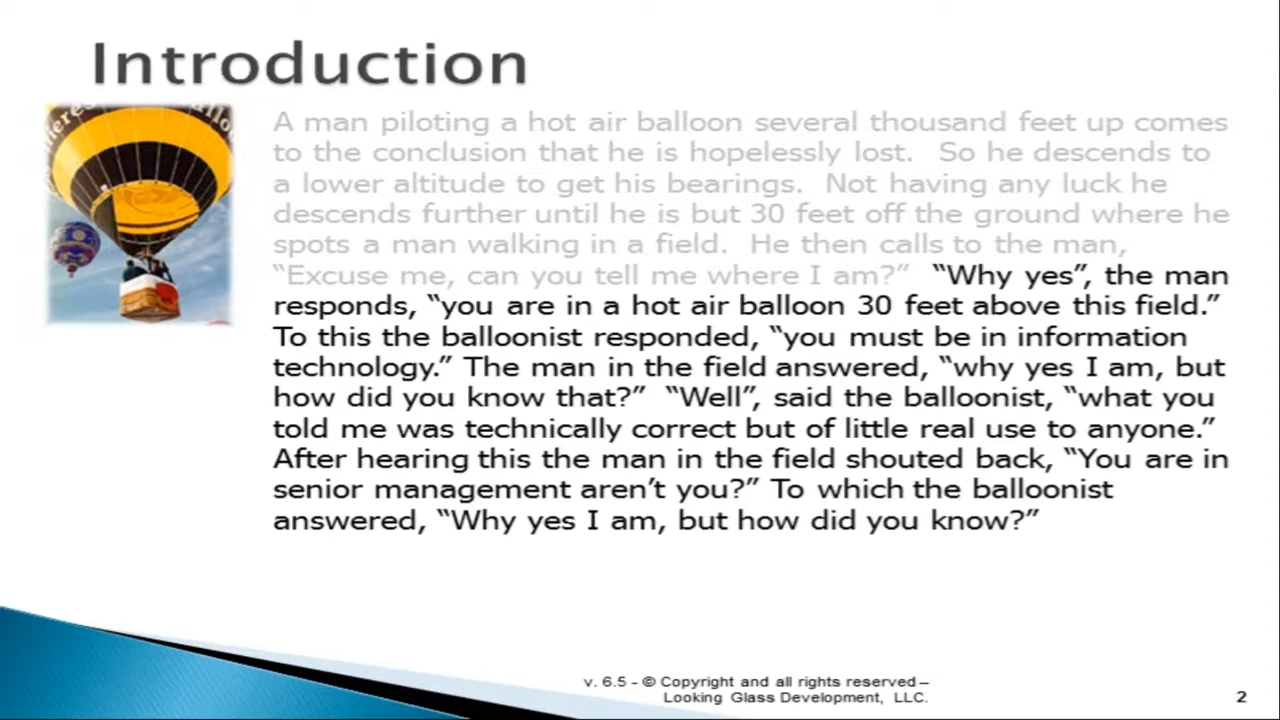 Introduction
A man piloting a hot air balloon several thousand feet up comes
to the conclusion that he is hopelessly lost.  So he descends to
a lower altitude to get his bearings.  Not having any luck he
descends further until he is but 30 feet off the ground where he
spots a man walking in a field.  He then calls to the man,
“Excuse me, can you tell me where I am?”  “Why yes”, the man
responds, “you are in a hot air balloon 30 feet above this field.”
To this the balloonist responded, “you must be in information
technology.” The man in the field answered, “why yes I am, but
how did you know that?”  “Well”, said the balloonist, “what you
told me was technically correct but of little real use to anyone.”
After hearing this the man in the field shouted back, “You are in
senior management aren’t you?” To which the balloonist
answered, “Why yes I am, but how did you know?”
v. 6.5 - © Copyright and all rights reserved –
Looking Glass Development, LLC.
2